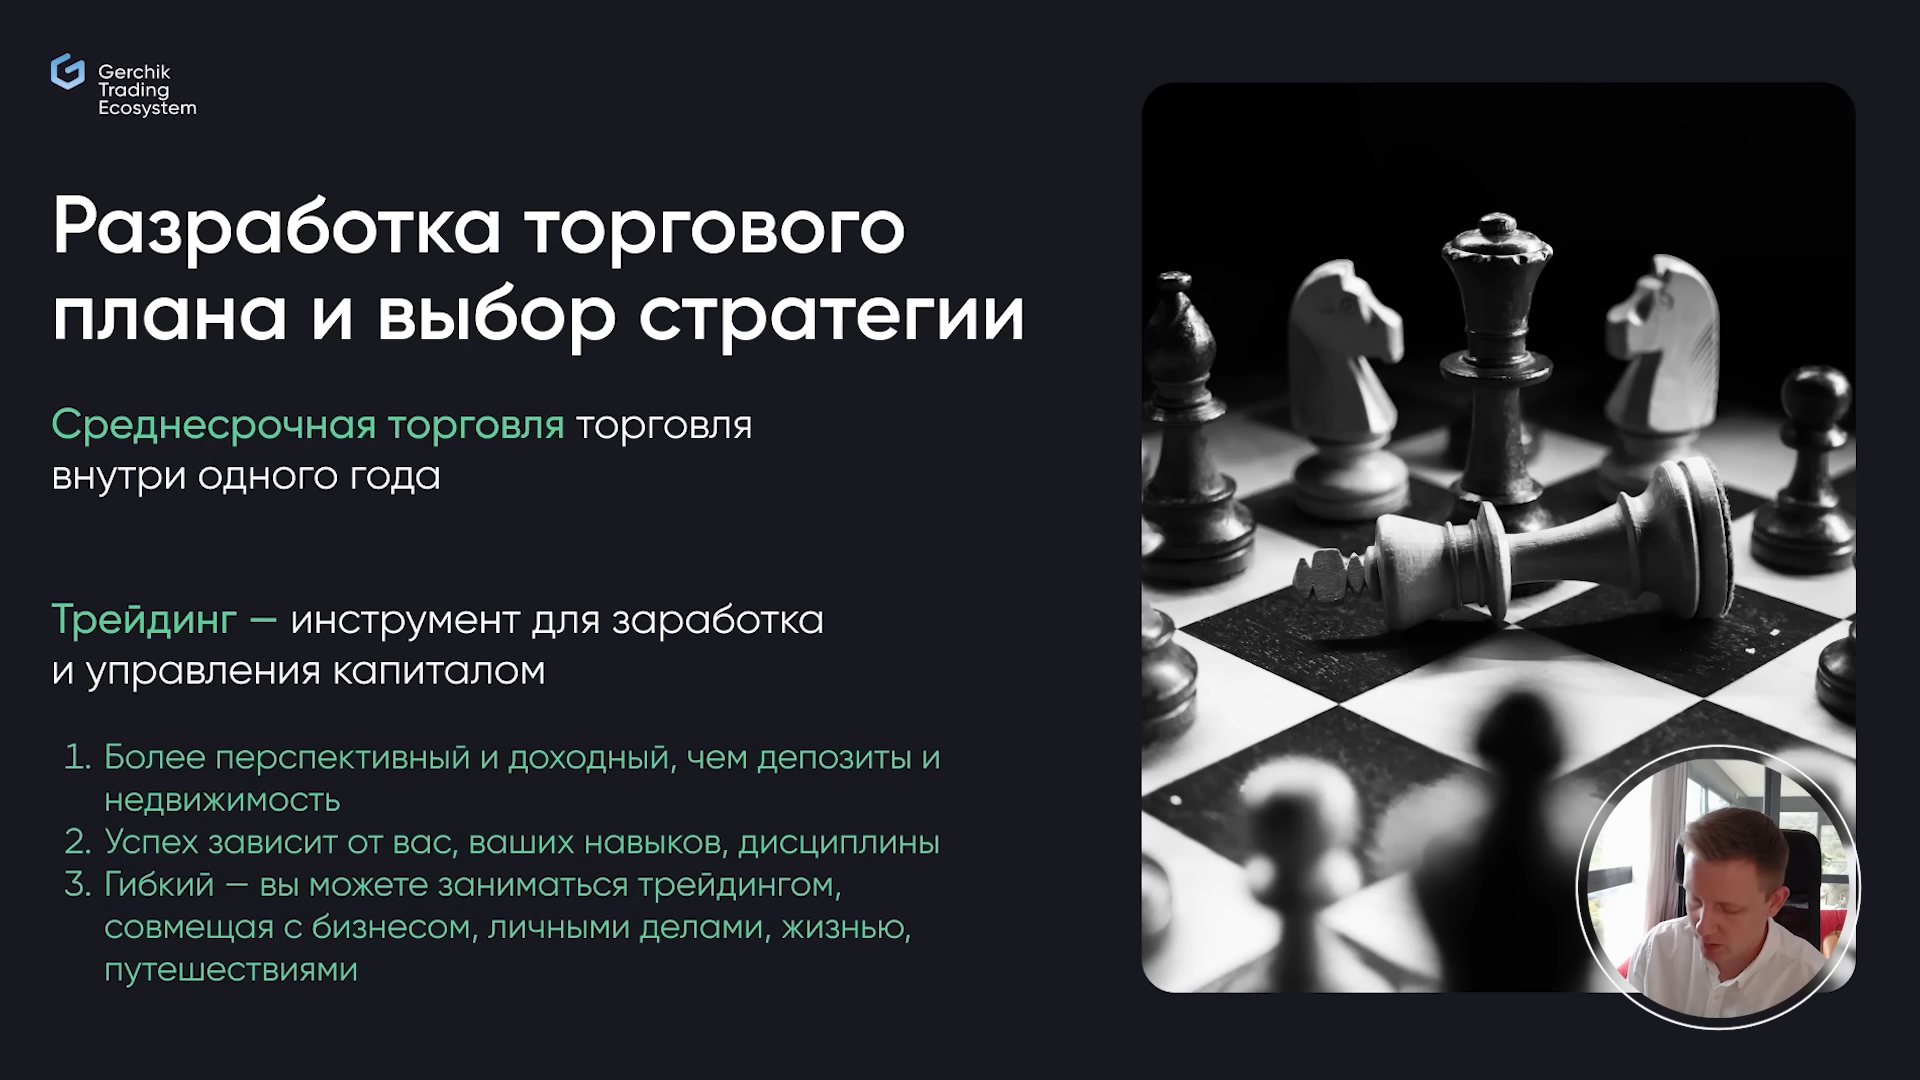 Gerchik
Trading
Ecosystem
Разработка торгового
плана и выбор стратегии
Среднесрочная торговля торговля
внутри одного года
Трейдинг — инструмент для заработка
и управления капиталом
1. Более перспективный и доходный, чем депозиты и
недвижимость
2. Успех зависит от вас, ваших навыков, дисциплины
3. Гибкий — вы можете заниматься трейдингом,
совмещая с бизнесом, личными делами, жизнью,
путешествиями